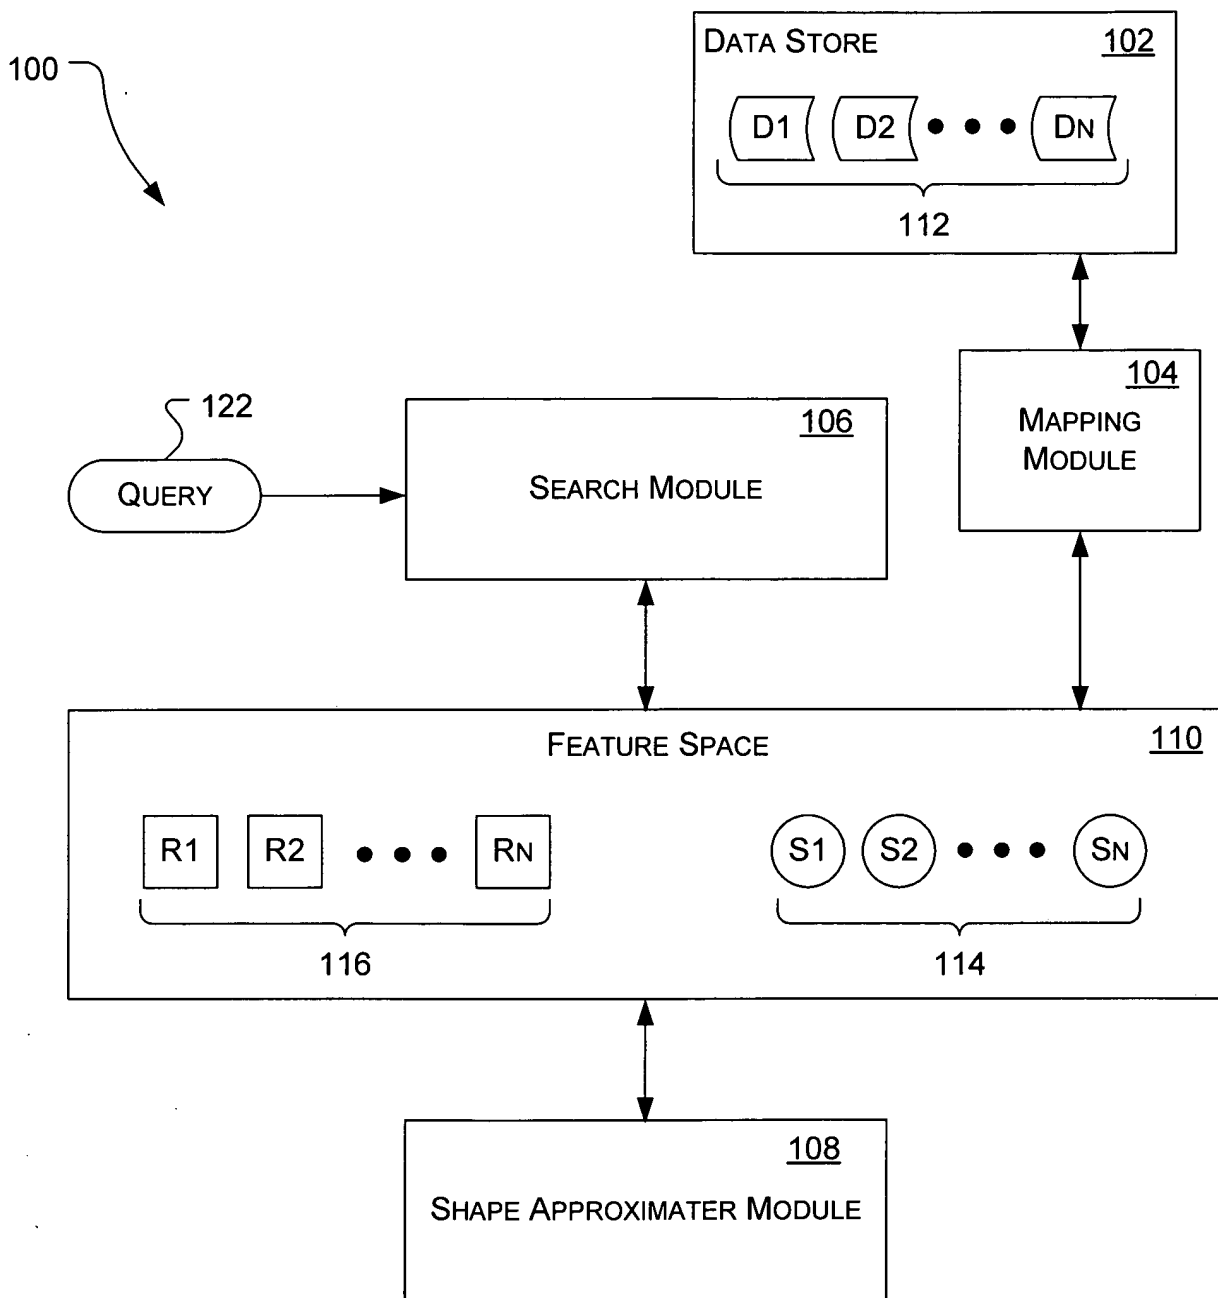 100
DATA STORE 102
D1 D2 DN
112
104
MAPPING
MODULE
122
QUERY
106
SEARCH MODULE
FEATURE SPACE 110
R1 R2 RN S1 S2 SN
116 114
108
SHAPE APPROXIMATER MODULE